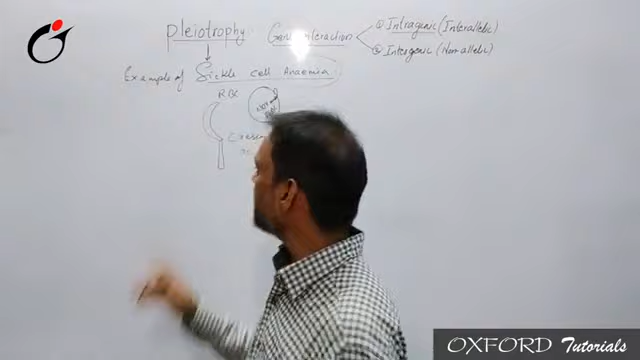 Pleiotrophy. Gene interaction
① Intragenic (Interallelic)
② Intergenic (Non allelic)
Example of Sickle cell Anaemia
RBC
OXFORD Tutorials